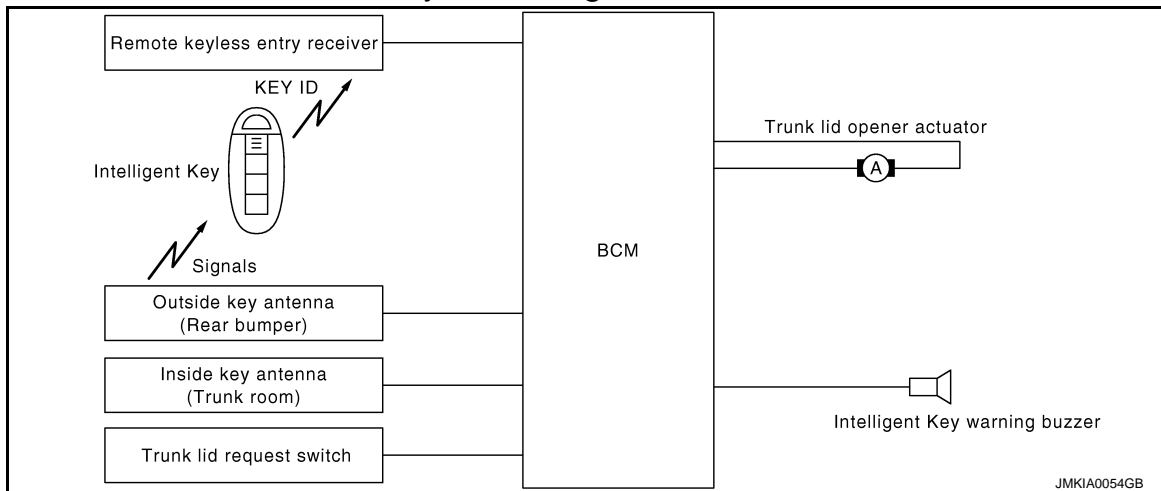 Remote keyless entry receiver
KEY ID
Intelligent Key
Signals
Outside key antenna
(Rear bumper)
Inside key antenna
(Trunk room)
Trunk lid request switch
BCM
Trunk lid opener actuator
A
Intelligent Key warning buzzer
JMKIA0054GB